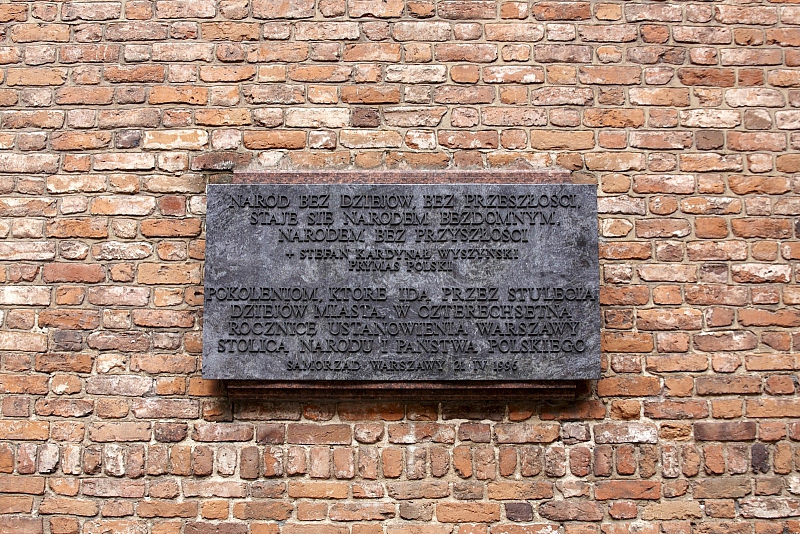 NARÓD BEZ DZIEJÓW, BEZ PRZESZŁOŚCI
STAJE SIĘ NARODEM BEZDOMNYM,
NARODEM BEZ PRZYSZŁOŚCI
+ STEFAN KARDYNAŁ WYSZYŃSKI
PRYMAS POLSKI
POKOLENIOM, KTÓRE IDĄ PRZEZ STULECIA
DZIEJÓW MIASTA W CZTERECHSETNĄ
ROCZNICĘ USTANOWIENIA WARSZAWY
STOLICĄ NARODU I PAŃSTWA POLSKIEGO
SAMORZĄD WARSZAWY 21 IV 1996